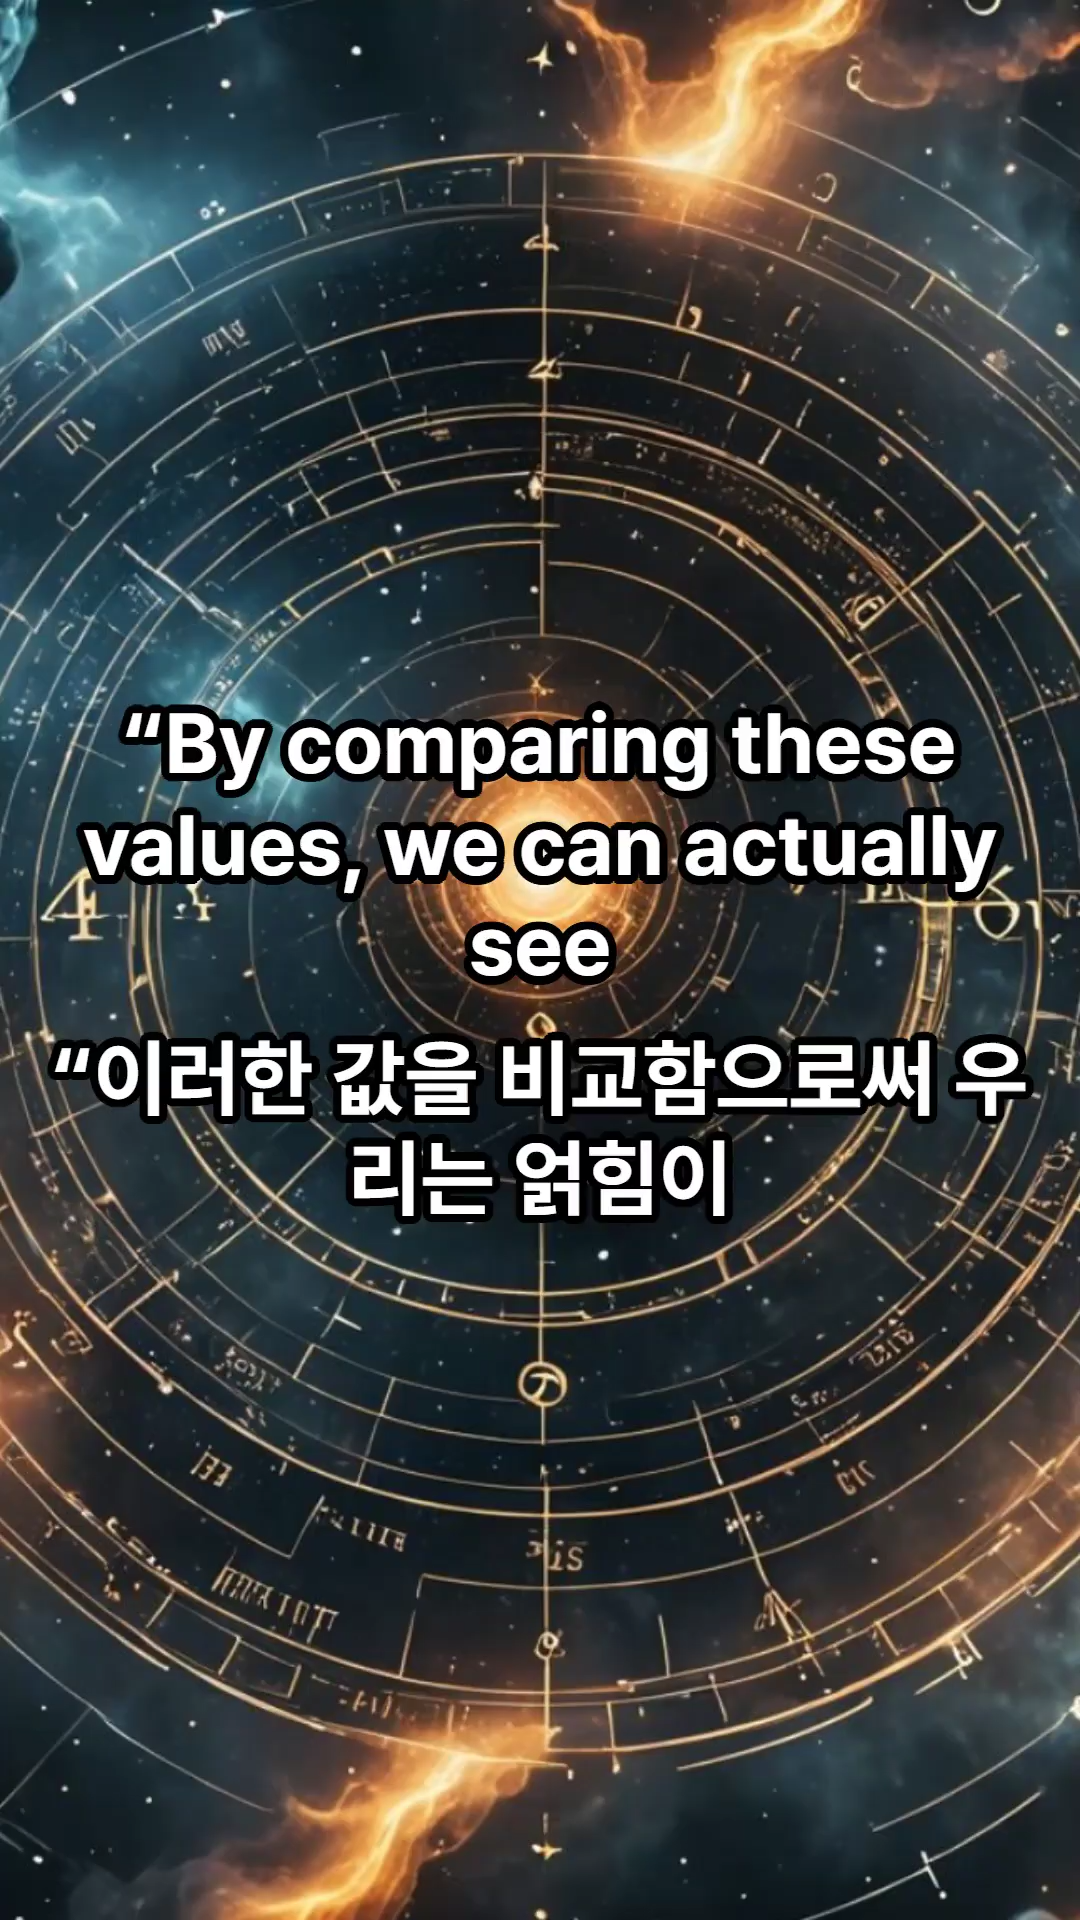 “By comparing these
values, we can actually
see
“이러한 값을 비교함으로써 우
리는 얽힘이